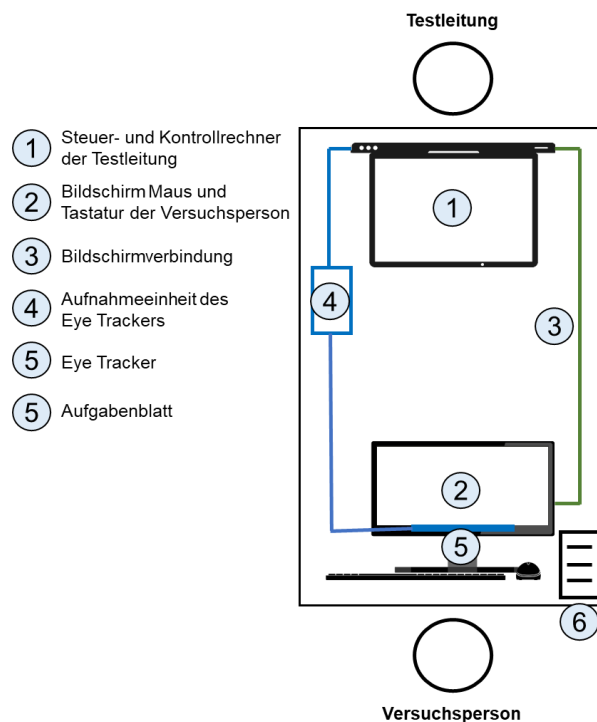 Testleitung
1 Steuer- und Kontrollrechner
der Testleitung
2 Bildschirm Maus und
Tastatur der Versuchsperson
3 Bildschirmverbindung
4 Aufnahmeeinheit des
Eye Trackers
5 Eye Tracker
5 Aufgabenblatt
1
4
3
2
5
6
Versuchsperson